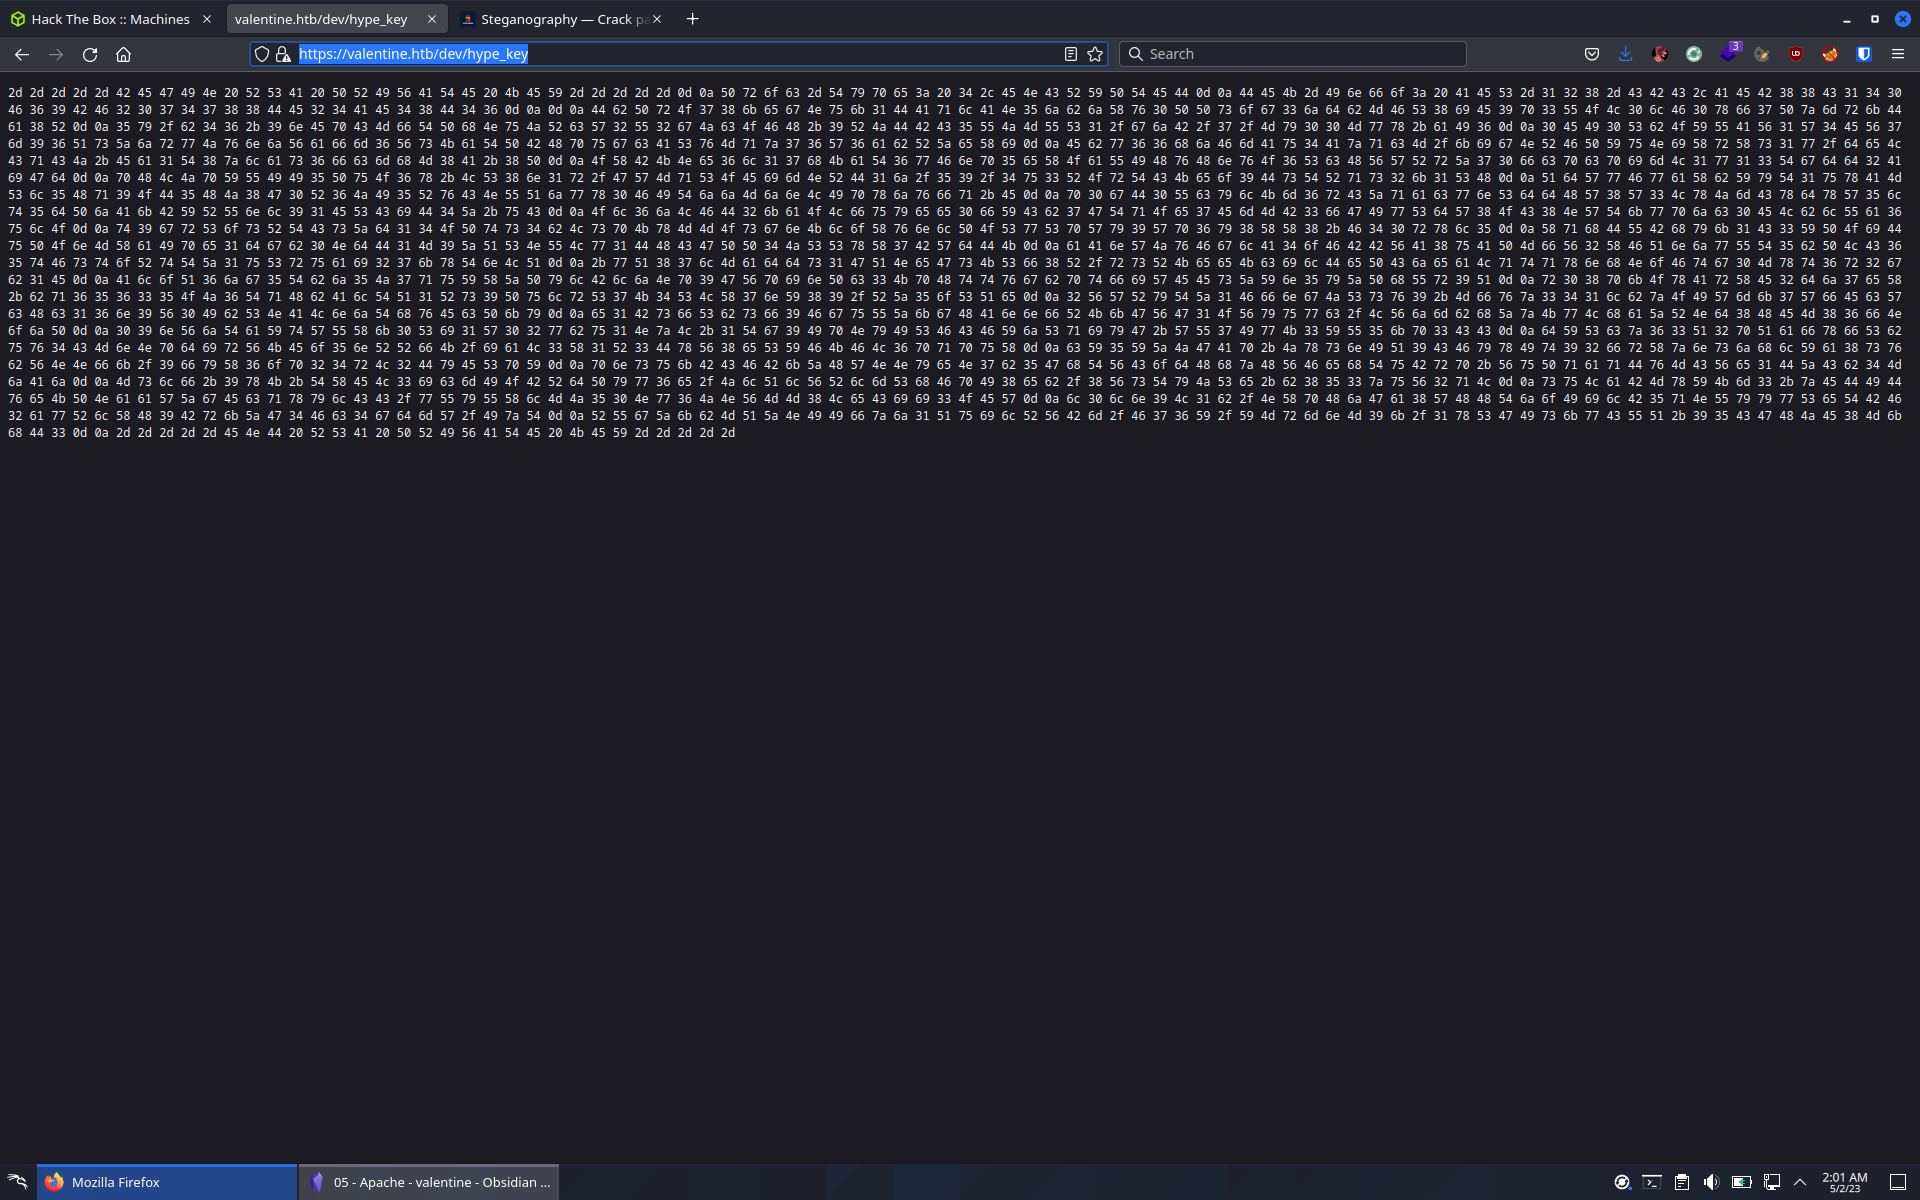 Hack The Box :: Machines
valentine.htb/dev/hype_key
Steganography — Crack pa
https://valentine.htb/dev/hype_key
Search
3
2d 2d 2d 2d 2d 42 45 47 49 4e 20 52 53 41 20 50 52 49 56 41 54 45 20 4b 45 59 2d 2d 2d 2d 2d 0d 0a 50 72 6f 63 2d 54 79 70 65 3a 20 34 2c 45 4e 43 52 59 50 54 45 44 0d 0a 44 45 4b 2d 49 6e 66 6f 3a 20 41 45 53 2d 31 32 38 2d 43 42 43 2c 41 45 42 38 38 43 31 34 30
46 36 39 42 46 32 30 37 34 37 38 38 44 45 32 34 41 45 34 38 44 34 36 0d 0a 0d 0a 44 62 50 72 4f 37 38 6b 65 67 4e 75 6b 31 44 41 71 6c 41 4e 35 6a 62 6a 58 76 30 50 50 73 6f 67 33 6a 64 62 4d 46 53 38 69 45 39 70 33 55 4f 4c 30 6c 46 30 78 66 37 50 7a 6d 72 6b 44
61 38 52 0d 0a 35 79 2f 62 34 36 2b 39 6e 45 70 43 4d 66 54 50 68 4e 75 4a 52 63 57 32 55 32 67 4a 63 4f 46 48 2b 39 52 4a 44 42 43 35 55 4a 4d 55 53 31 2f 67 6a 42 2f 37 2f 4d 79 30 30 4d 77 78 2b 61 49 36 0d 0a 30 45 49 30 53 62 4f 59 55 41 56 31 57 34 45 56 37
6d 39 36 51 73 5a 6a 72 77 4a 76 6e 6a 56 61 66 6d 36 56 73 4b 61 54 50 42 48 70 75 67 63 41 53 76 4d 71 7a 37 36 57 36 61 62 52 5a 65 58 69 0d 0a 45 62 77 36 36 68 6a 46 6d 41 75 34 41 7a 71 63 4d 2f 6b 69 67 4e 52 46 50 59 75 4e 69 58 72 58 73 31 77 2f 64 65 4c
43 71 43 4a 2b 45 61 31 54 38 7a 6c 61 73 36 66 63 6d 68 4d 38 41 2b 38 50 0d 0a 4f 58 42 4b 4e 65 36 6c 31 37 68 4b 61 54 36 77 46 6e 70 35 65 58 4f 61 55 49 48 76 48 6e 76 4f 36 53 63 48 56 57 52 72 5a 37 30 66 63 70 63 70 69 6d 4c 31 77 31 33 54 67 64 64 32 41
69 47 64 0d 0a 70 48 4c 4a 70 59 55 49 49 35 50 75 4f 36 78 2b 4c 53 38 6e 31 72 2f 47 57 4d 71 53 4f 45 69 6d 4e 52 44 31 6a 2f 35 39 2f 34 75 33 52 4f 72 54 43 4b 65 6f 39 44 73 54 52 71 73 32 6b 31 53 48 0d 0a 51 64 57 77 46 77 61 58 62 59 79 54 31 75 78 41 4d
53 6c 35 48 71 39 4f 44 35 48 4a 38 47 30 52 36 4a 49 35 52 76 43 4e 55 51 6a 77 78 30 46 49 54 6a 6a 4d 6a 6e 4c 49 70 78 6a 76 66 71 2b 45 0d 0a 70 30 67 44 30 55 63 79 6c 4b 6d 36 72 43 5a 71 61 63 77 6e 53 64 64 48 57 38 57 33 4c 78 4a 6d 43 78 64 78 57 35 6c
74 35 64 50 6a 41 6b 42 59 52 55 6e 6c 39 31 45 53 43 69 44 34 5a 2b 75 43 0d 0a 4f 6c 36 6a 4c 46 44 32 6b 61 4f 4c 66 75 79 65 65 30 66 59 43 62 37 47 54 71 4f 65 37 45 6d 4d 42 33 66 47 49 77 53 64 57 38 4f 43 38 4e 57 54 6b 77 70 6a 63 30 45 4c 62 6c 55 61 36
75 6c 4f 0d 0a 74 39 67 72 53 6f 73 52 54 43 73 5a 64 31 34 4f 50 74 73 34 62 4c 73 70 4b 78 4d 4d 4f 73 67 6e 4b 6c 6f 58 76 6e 6c 50 4f 53 77 53 70 57 79 39 57 70 36 79 38 58 58 38 2b 46 34 30 72 78 6c 35 0d 0a 58 71 68 44 55 42 68 79 6b 31 43 33 59 50 4f 69 44
75 50 4f 6e 4d 58 61 49 70 65 31 64 67 62 30 4e 64 44 31 4d 39 5a 51 53 4e 55 4c 77 31 44 48 43 47 50 50 34 4a 53 53 78 58 37 42 57 64 44 4b 0d 0a 61 41 6e 57 4a 76 46 67 6c 41 34 6f 46 42 42 56 41 38 75 41 50 4d 66 56 32 58 46 51 6e 6a 77 55 54 35 62 50 4c 43 36
35 74 46 73 74 6f 52 74 54 5a 31 75 53 72 75 61 69 32 37 6b 78 54 6e 4c 51 0d 0a 2b 77 51 38 37 6c 4d 61 64 64 73 31 47 51 4e 65 47 73 4b 53 66 38 52 2f 72 73 52 4b 65 65 4b 63 69 6c 44 65 50 43 6a 65 61 4c 71 74 71 78 6e 68 4e 6f 46 74 67 30 4d 78 74 36 72 32 67
62 31 45 0d 0a 41 6c 6f 51 36 6a 67 35 54 62 6a 35 4a 37 71 75 59 58 5a 50 79 6c 42 6c 6a 4e 70 39 47 56 70 69 6e 50 63 33 4b 70 48 74 74 76 67 62 70 74 66 69 57 45 45 73 5a 59 6e 35 79 5a 50 68 55 72 39 51 0d 0a 72 30 38 70 6b 4f 78 41 72 58 45 32 64 6a 37 65 58
2b 62 71 36 35 36 33 35 4f 4a 36 54 71 48 62 41 6c 54 51 31 52 73 39 50 75 6c 72 53 37 4b 34 53 4c 58 37 6e 59 38 39 2f 52 5a 35 6f 53 51 65 0d 0a 32 56 57 52 79 54 5a 31 46 66 6e 67 4a 53 73 76 39 2b 4d 66 76 7a 33 34 31 6c 62 7a 4f 49 57 6d 6b 37 57 66 45 63 57
63 48 63 31 36 6e 39 56 30 49 62 53 4e 41 4c 6e 6a 54 68 76 45 63 50 6b 79 0d 0a 65 31 42 73 66 53 62 73 66 39 46 67 75 55 5a 6b 67 48 41 6e 6e 66 52 4b 6b 47 56 47 31 4f 56 79 75 77 63 2f 4c 56 6a 6d 62 68 5a 7a 4b 77 4c 68 61 5a 52 4e 64 38 48 45 4d 38 36 66 4e
6f 6a 50 0d 0a 30 39 6e 56 6a 54 61 59 74 57 55 58 6b 30 53 69 31 57 30 32 77 62 75 31 4e 7a 4c 2b 31 54 67 39 49 70 4e 79 49 53 46 43 46 59 6a 53 71 69 79 47 2b 57 55 37 49 77 4b 33 59 55 35 6b 70 33 43 43 0d 0a 64 59 53 63 7a 36 33 51 32 70 51 61 66 78 66 53 62
75 76 34 43 4d 6e 4e 70 64 69 72 56 4b 45 6f 35 6e 52 52 66 4b 2f 69 61 4c 33 58 31 52 33 44 78 56 38 65 53 59 46 4b 46 4c 36 70 71 70 75 58 0d 0a 63 59 35 59 5a 4a 47 41 70 2b 4a 78 73 6e 49 51 39 43 46 79 78 49 74 39 32 66 72 58 7a 6e 73 6a 68 6c 59 61 38 73 76
62 56 4e 4e 66 6b 2f 39 66 79 58 36 6f 70 32 34 72 4c 32 44 79 45 53 70 59 0d 0a 70 6e 73 75 6b 42 43 46 42 6b 5a 48 57 4e 4e 79 65 4e 37 62 35 47 68 54 56 43 6f 64 48 68 7a 48 56 46 65 68 54 75 42 72 70 2b 56 75 50 71 61 71 44 76 4d 43 56 65 31 44 5a 43 62 34 4d
6a 41 6a 0d 0a 4d 73 6c 66 2b 39 78 4b 2b 54 58 45 4c 33 69 63 6d 49 4f 42 52 64 50 79 77 36 65 2f 4a 6c 51 6c 56 52 6c 6d 53 68 46 70 49 38 65 62 2f 38 56 73 54 79 4a 53 65 2b 62 38 35 33 7a 75 56 32 71 4c 0d 0a 73 75 4c 61 42 4d 78 59 4b 6d 33 2b 7a 45 44 49 44
76 65 4b 50 4e 61 61 57 5a 67 45 63 71 78 79 6c 43 43 2f 77 55 79 55 58 6c 4d 4a 35 30 4e 77 36 4a 4e 56 4d 4d 38 4c 65 43 69 69 33 4f 45 57 0d 0a 6c 30 6c 6e 39 4c 31 62 2f 4e 58 70 48 6a 47 61 38 57 48 48 54 6a 6f 49 69 6c 42 35 71 4e 55 79 79 77 53 65 54 42 46
32 61 77 52 6c 58 48 39 42 72 6b 5a 47 34 46 63 34 67 64 6d 57 2f 49 7a 54 0d 0a 52 55 67 5a 6b 62 4d 51 5a 4e 49 49 66 7a 6a 31 51 75 69 6c 52 56 42 6d 2f 46 37 36 59 2f 59 4d 72 6d 6e 4d 39 6b 2f 31 78 53 47 49 73 6b 77 43 55 51 2b 39 35 43 47 48 4a 45 38 4d 6b
68 44 33 0d 0a 2d 2d 2d 2d 2d 45 4e 44 20 52 53 41 20 50 52 49 56 41 54 45 20 4b 45 59 2d 2d 2d 2d 2d
Mozilla Firefox
05 - Apache - valentine - Obsidian ...
2:01 AM
5/2/23